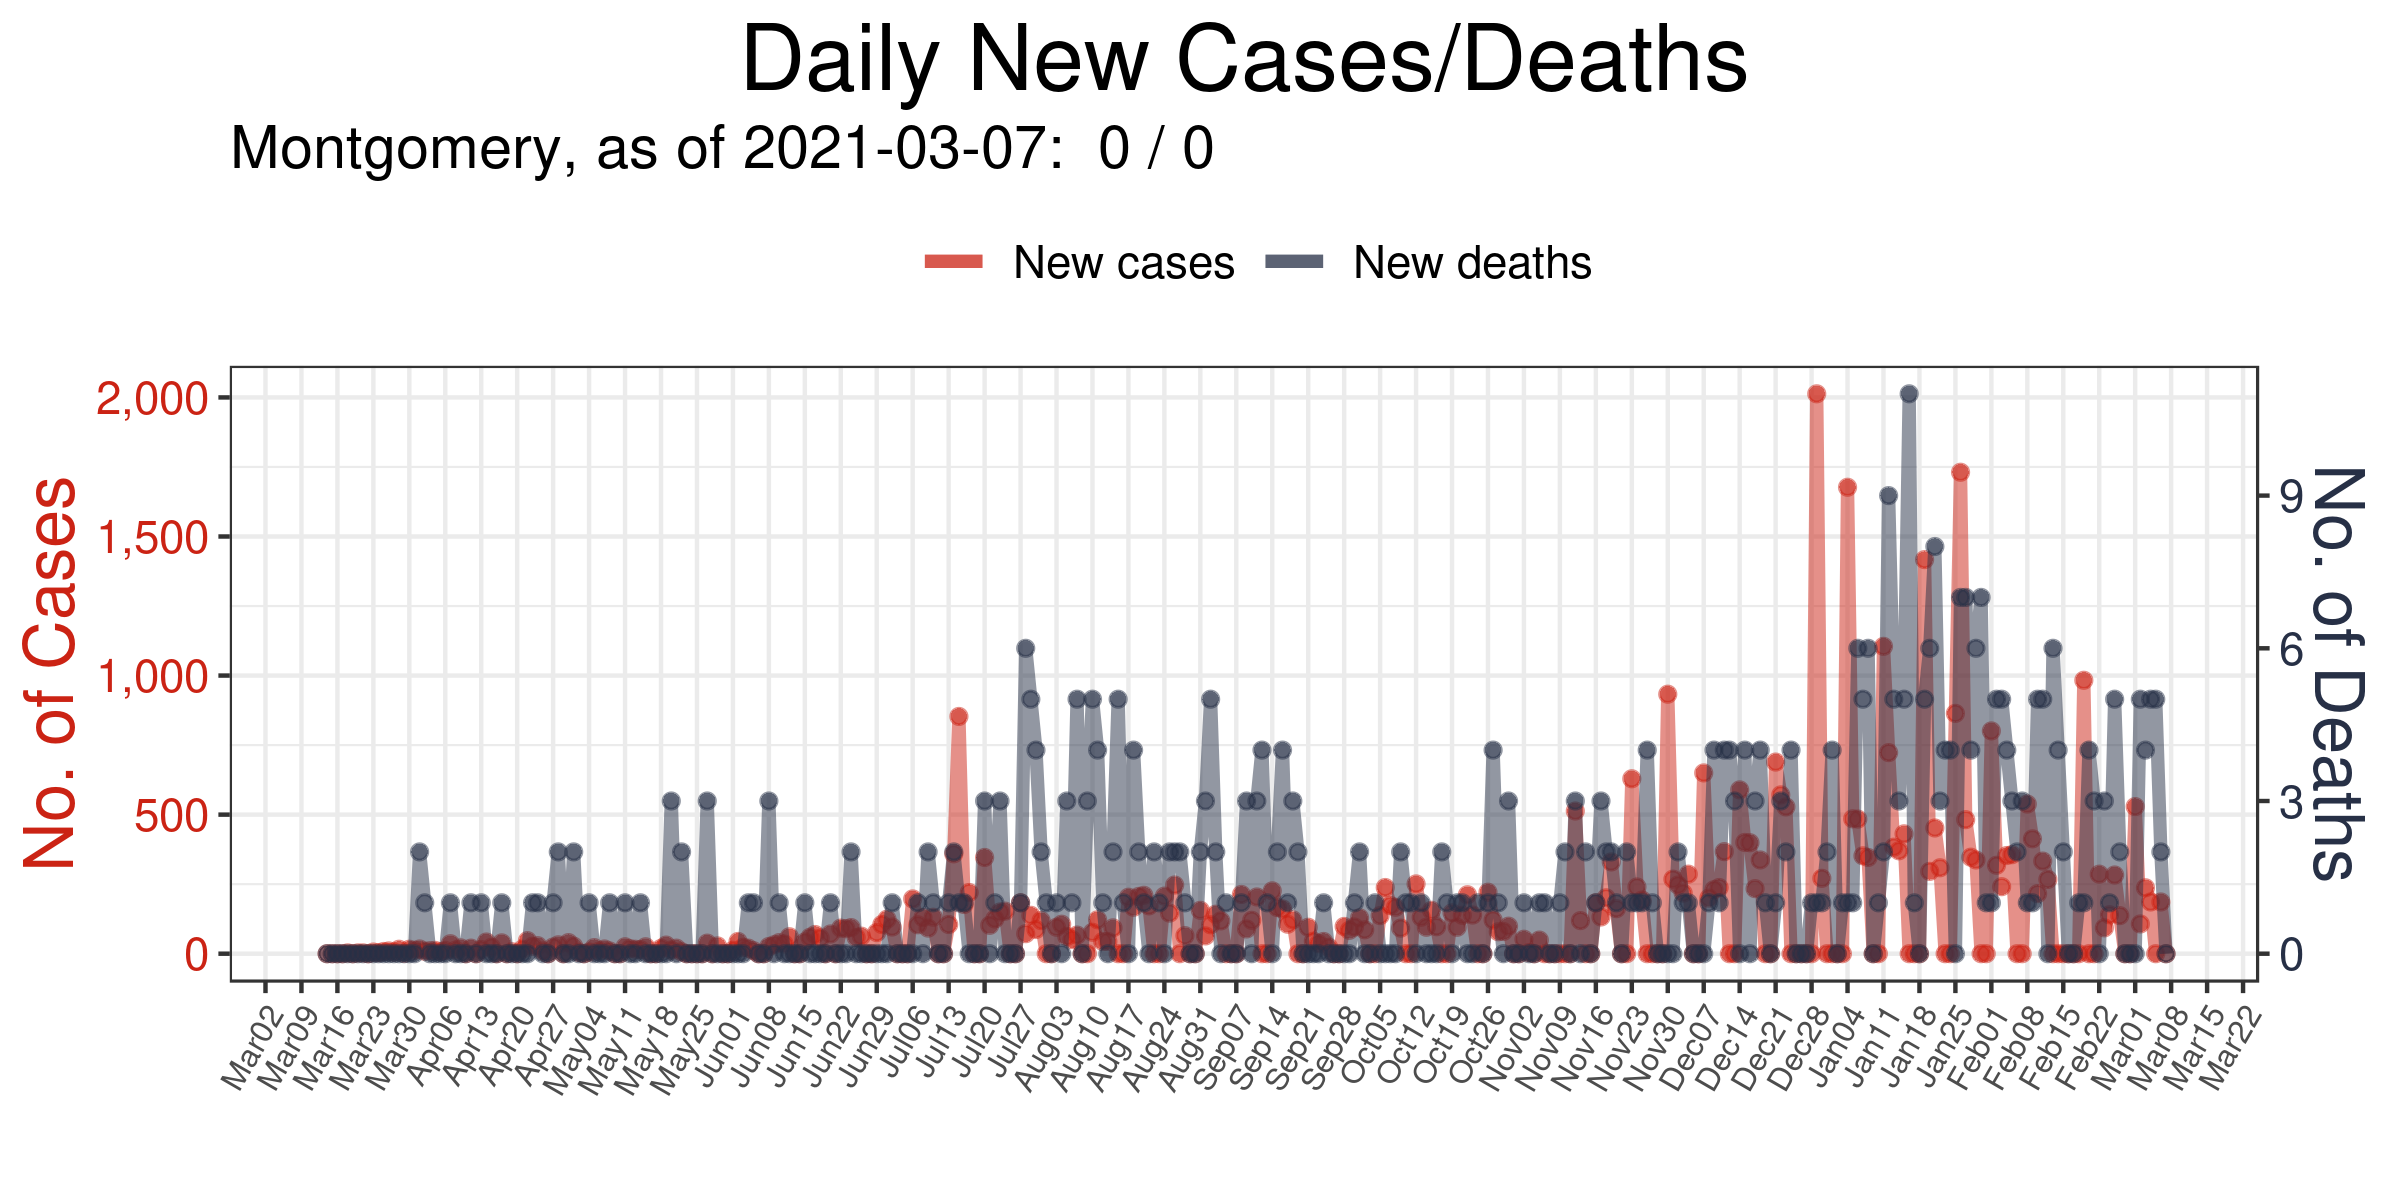 Daily New Cases/Deaths
Montgomery, as of 2021-03-07:  0 / 0
New cases
New deaths
No. of Cases
2,000
1,500
1,000
500
0
9
6
3
0
No. of Deaths
Mar02
Mar09
Mar16
Mar23
Mar30
Apr06
Apr13
Apr20
Apr27
May04
May11
May18
May25
Jun01
Jun08
Jun15
Jun22
Jun29
Jul06
Jul13
Jul20
Jul27
Aug03
Aug10
Aug17
Aug24
Aug31
Sep07
Sep14
Sep21
Sep28
Oct05
Oct12
Oct19
Oct26
Nov02
Nov09
Nov16
Nov23
Nov30
Dec07
Dec14
Dec21
Dec28
Dec04
Jan11
Jan18
Jan25
Feb01
Feb08
Feb15
Feb22
Mar01
Mar08
Mar15
Mar22